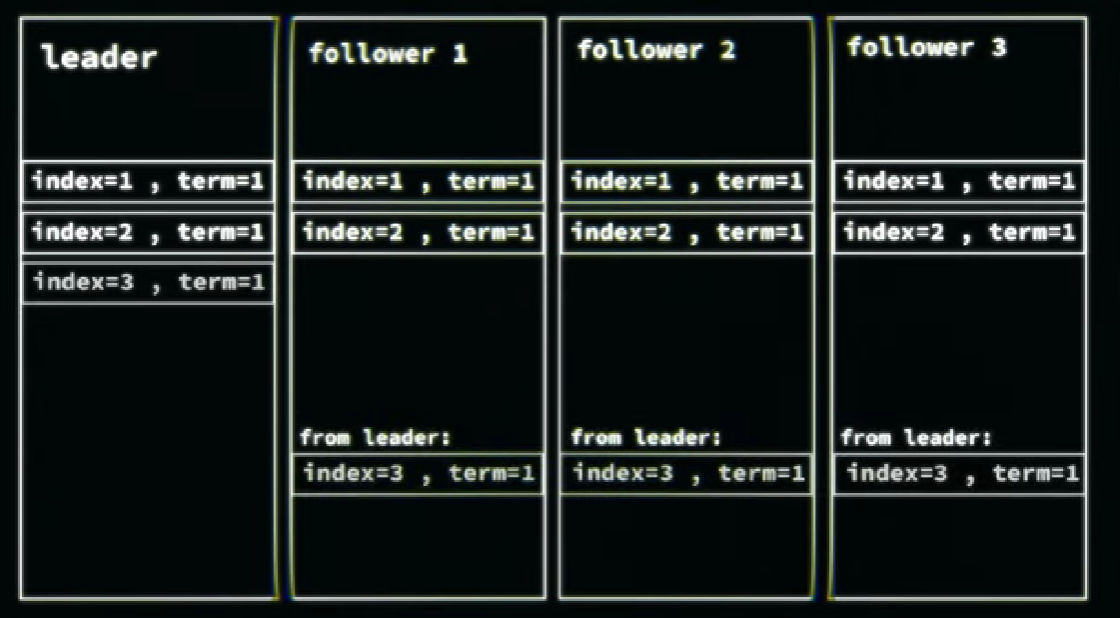 leader
index=1 , term=1
index=2 , term=1
index=3 , term=1
follower 1
index=1 , term=1
index=2 , term=1
from leader:
index=3 , term=1
follower 2
index=1 , term=1
index=2 , term=1
from leader:
index=3 , term=1
follower 3
index=1 , term=1
index=2 , term=1
from leader:
index=3 , term=1